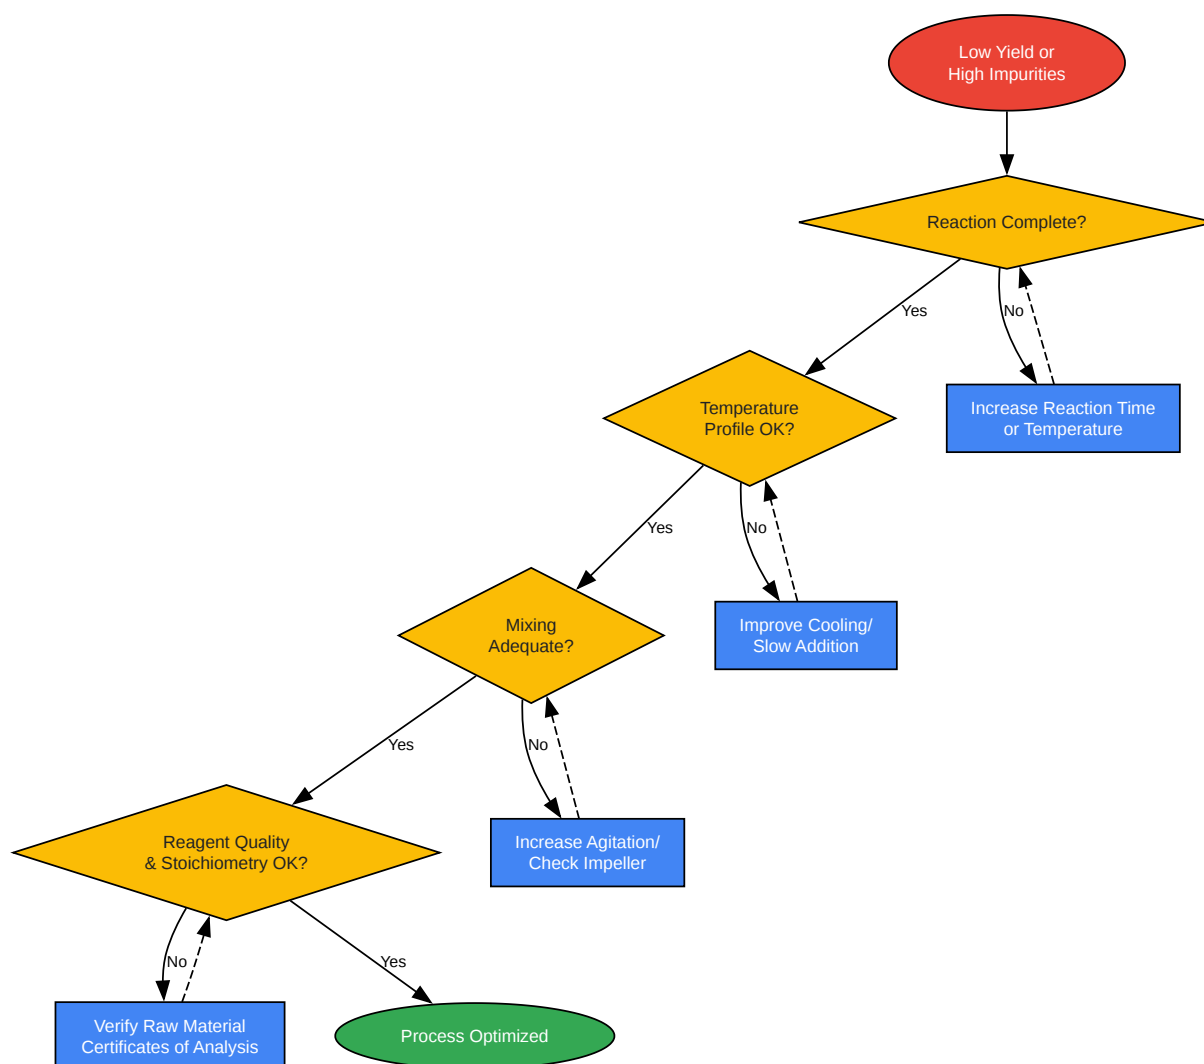 Low Yield or
High Impurities
Reaction Complete?
Yes
No
Temperature
Profile OK?
Increase Reaction Time
or Temperature
Yes
No
Mixing
Adequate?
Improve Cooling/
Slow Addition
Yes
No
Reagent Quality
& Stoichiometry OK?
Increase Agitation/
Check Impeller
No
Yes
Verify Raw Material
Certificates of Analysis
Process Optimized